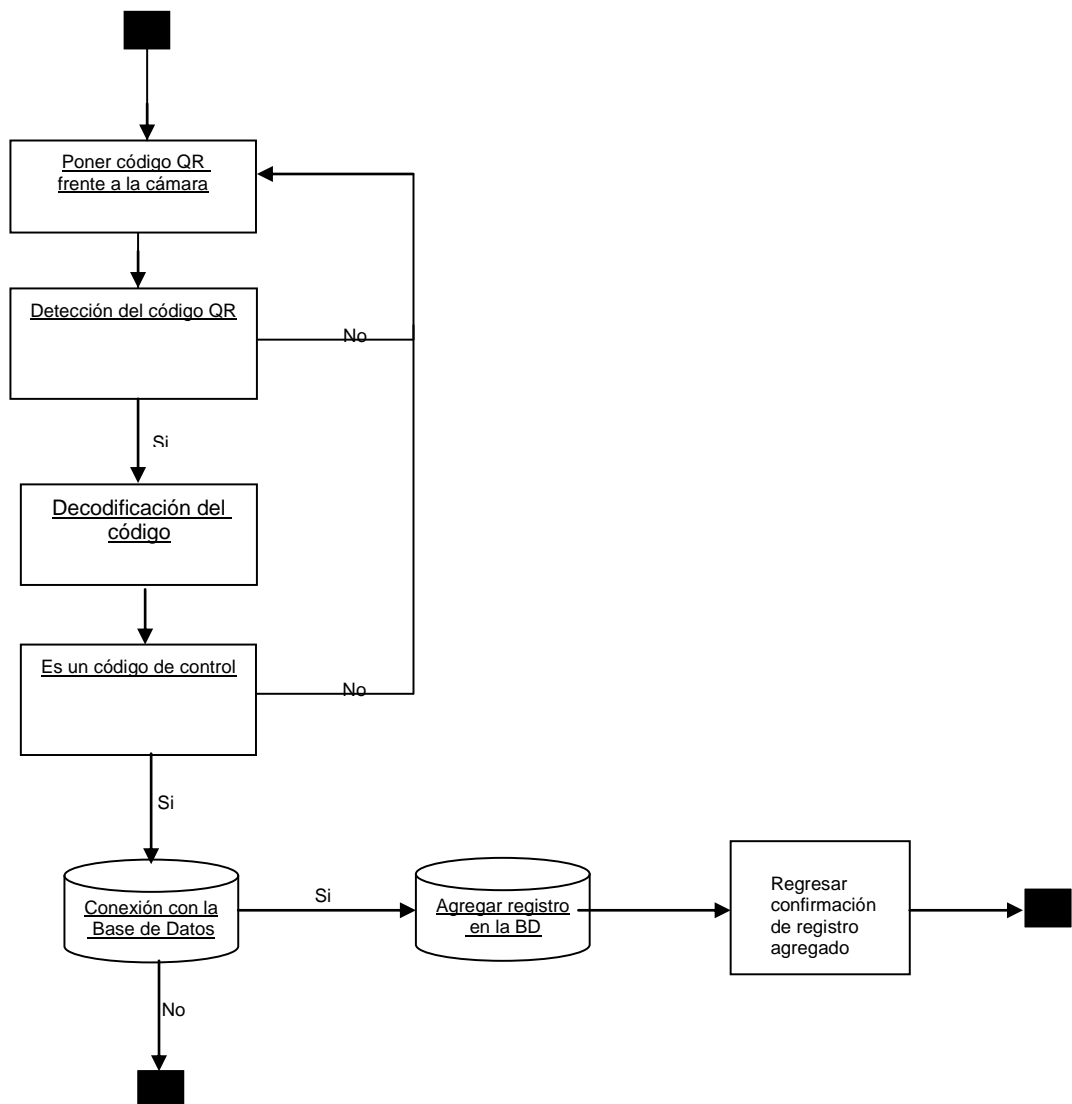 Poner código QR
frente a la cámara
Detección del código QR
No
Si
Decodificación del
código
Es un código de control
No
Si
Conexión con la
Base de Datos
Si
Agregar registro
en la BD
Regresar
confirmación
de registro
agregado
No